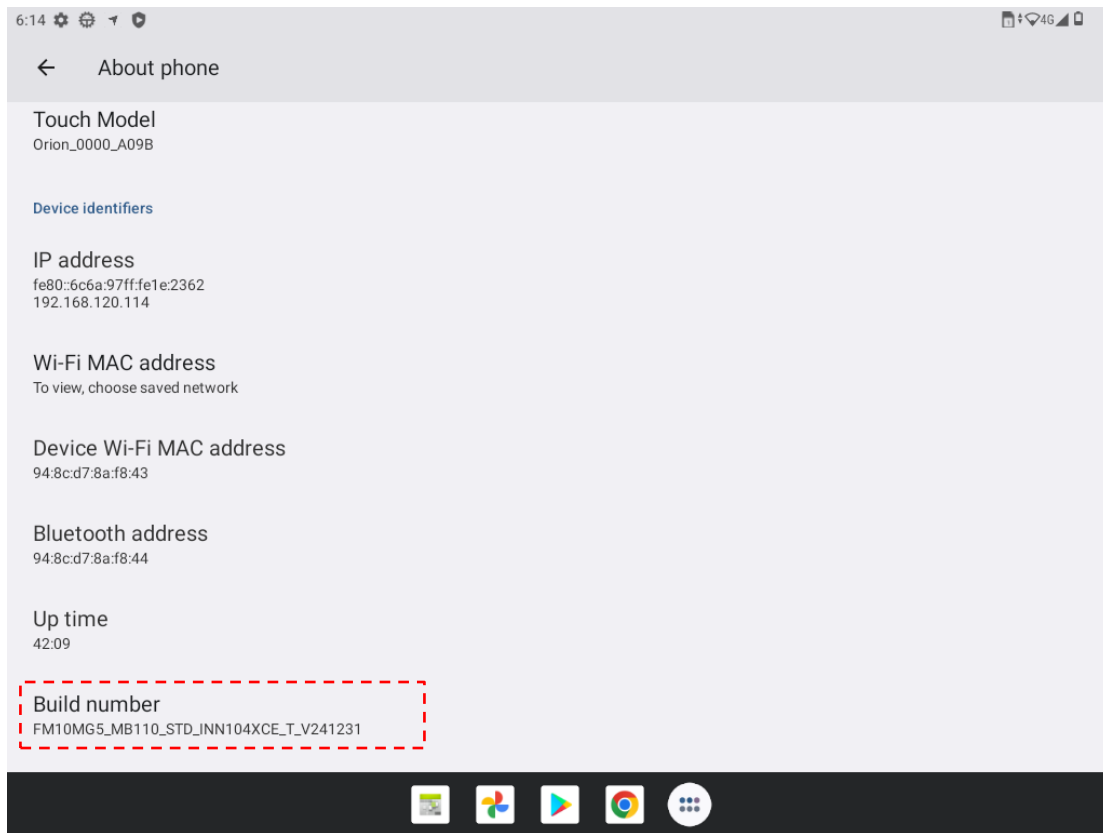 6:14
4G
About phone
Touch Model
Orion_0000_A09B
Device identifiers
IP address
fe80::6c6a:97ff:fe1e:2362
192.168.120.114
Wi-Fi MAC address
To view, choose saved network
Device Wi-Fi MAC address
94:8c:d7:8a:f8:43
Bluetooth address
94:8c:d7:8a:f8:44
Up time
42:09
Build number
FM10MG5_MB110_STD_INN104XCE_T_V241231